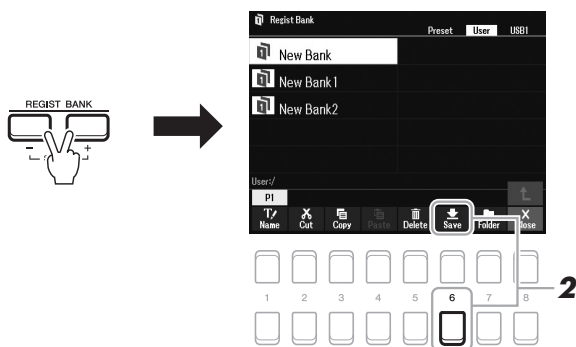 REGIST BANK
- +
Regist Bank
Preset User USB1
New Bank
New Bank1
New Bank2
User:/
P1
Name Cut Copy Paste Delete Save Folder Close
1 2 3 4 5 6 7 8
2